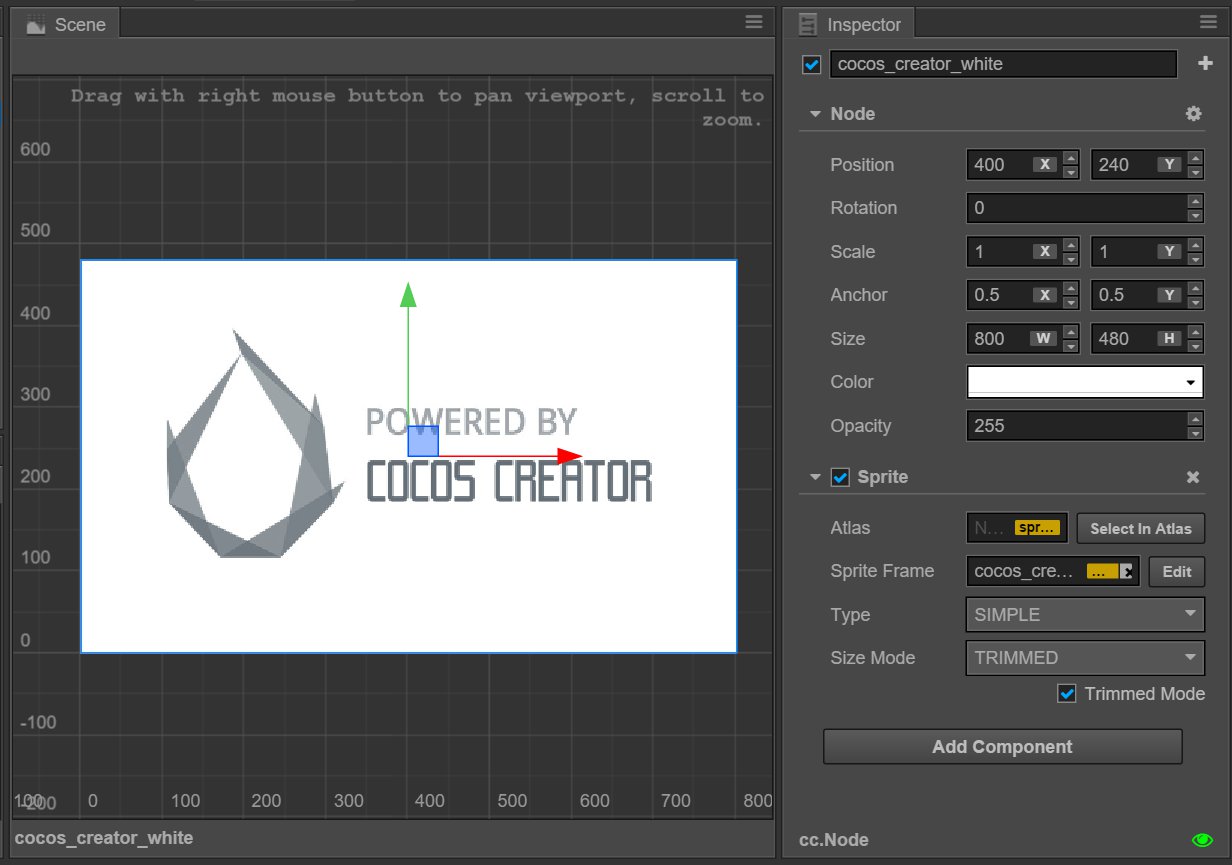 Scene
Drag with right mouse button to pan viewport, scroll to
zoom.
600
500
400
300
200
100
0
-100
-200
100 0 100 200 300 400 500 600 700 800
POWERED BY
COCOS CREATOR
cocos_creator_white
Inspector
cocos_creator_white
Node
Position 400 X 240 Y
Rotation 0
Scale 1 X 1 Y
Anchor 0.5 X 0.5 Y
Size 800 W 480 H
Color
Opacity 255
Sprite
Atlas N... spr... Select In Atlas
Sprite Frame cocos_cre... ... Edit
Type SIMPLE
Size Mode TRIMMED
Trimmed Mode
Add Component
cc.Node